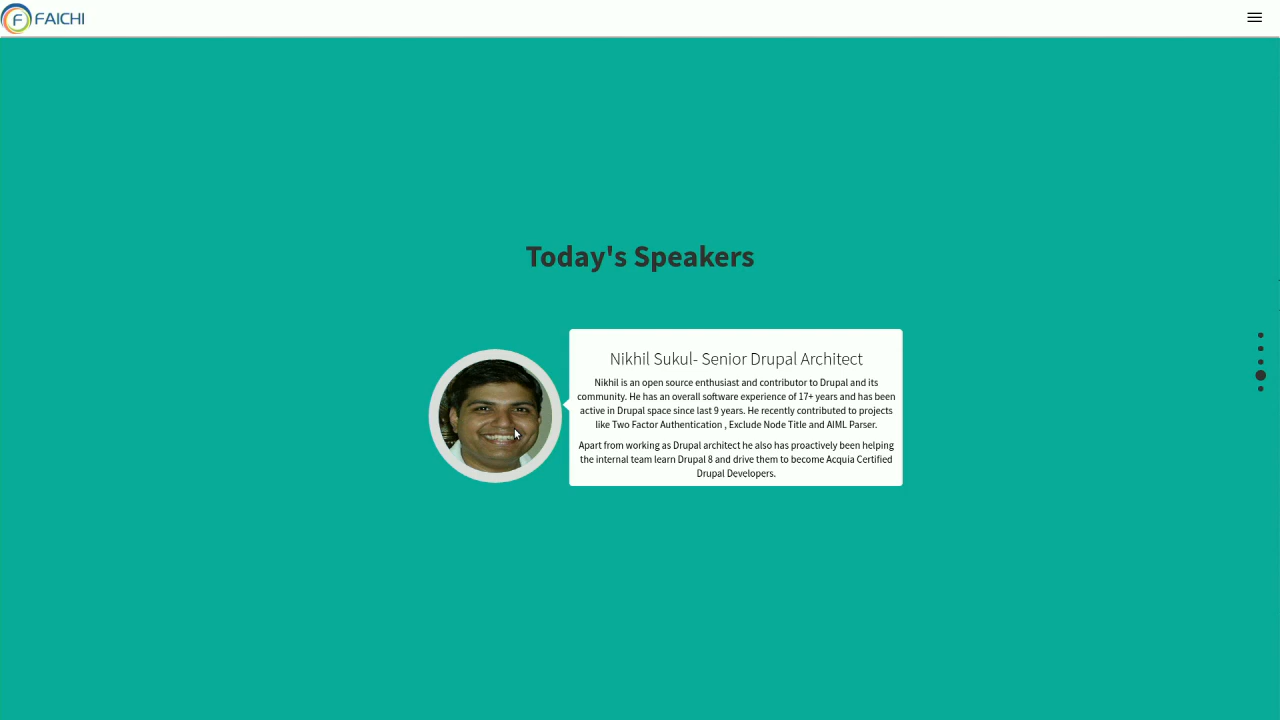 F FAICHI
Today's Speakers
Nikhil Sukul- Senior Drupal Architect
Nikhil is an open source enthusiast and contributor to Drupal and its
community. He has an overall software experience of 17+ years and has been
active in Drupal space since last 9 years. He recently contributed to projects
like Two Factor Authentication , Exclude Node Title and AIML Parser.
Apart from working as Drupal architect he also has proactively been helping
the internal team learn Drupal 8 and drive them to become Acquia Certified
Drupal Developers.